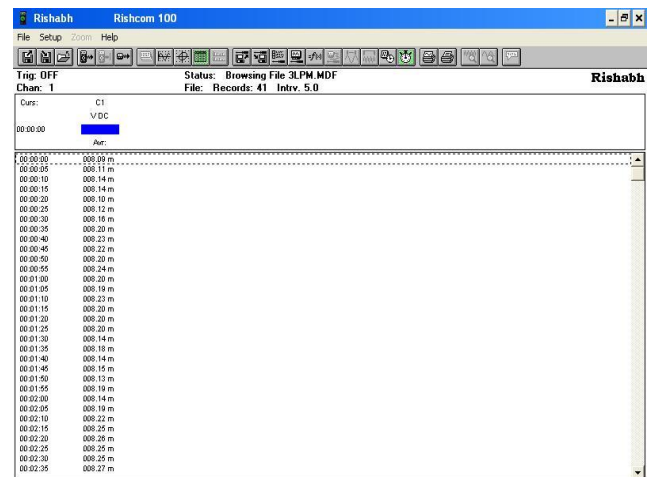 Rishabh Rishcom 100
File Setup Zoom Help
Trig: OFF Status: Browsing File 3LPM.MDF Rishabh
Chan: 1 File: Records: 41 Intrv. 5.0
Curs: C1
V DC
00:00:00
Avr:
00:00:00 008.09 m
00:00:05 008.11 m
00:00:10 008.14 m
00:00:15 008.14 m
00:00:20 008.10 m
00:00:25 008.12 m
00:00:30 008.16 m
00:00:35 008.20 m
00:00:40 008.23 m
00:00:45 008.22 m
00:00:50 008.20 m
00:00:55 008.24 m
00:01:00 008.20 m
00:01:05 008.19 m
00:01:10 008.23 m
00:01:15 008.20 m
00:01:20 008.20 m
00:01:25 008.20 m
00:01:30 008.14 m
00:01:35 008.18 m
00:01:40 008.14 m
00:01:45 008.15 m
00:01:50 008.13 m
00:01:55 008.19 m
00:02:00 008.14 m
00:02:05 008.19 m
00:02:10 008.22 m
00:02:15 008.25 m
00:02:20 008.26 m
00:02:25 008.25 m
00:02:30 008.25 m
00:02:35 008.27 m